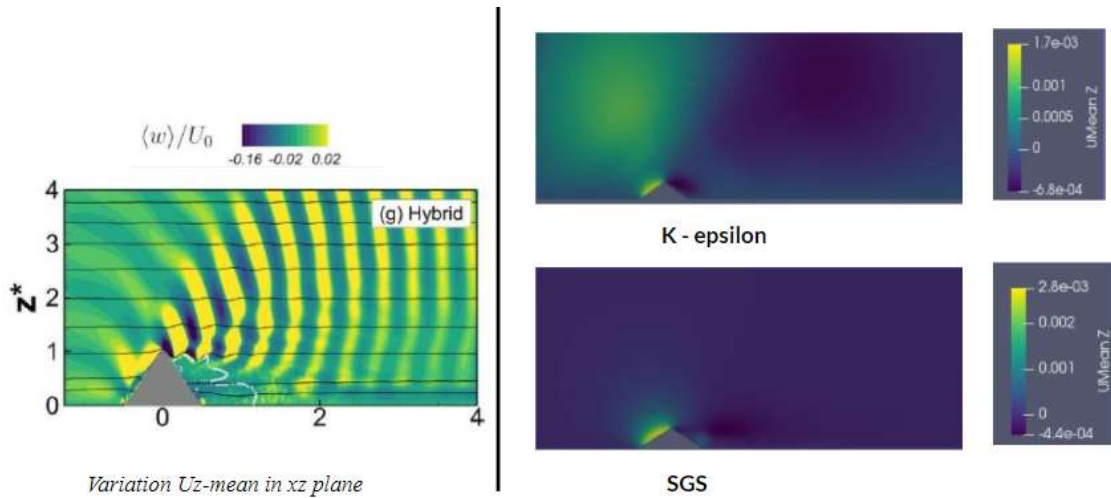 ⟨w⟩/U₀
-0.16 -0.02 0.02
4
3
2
1
0
z*
(g) Hybrid
0 2 4
Variation Uz-mean in xz plane
1.7e-03
0.001
0.0005
0
-6.8e-04
UMean Z
K - epsilon
2.8e-03
0.002
0.001
0
-4.4e-04
UMean Z
SGS